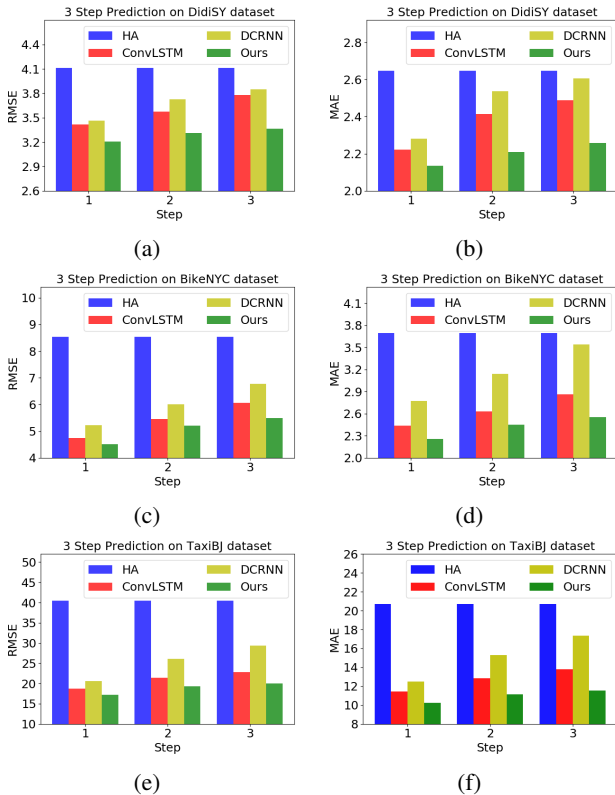 3 Step Prediction on DidiSY dataset
HA
DCRNN
ConvLSTM
Ours
RMSE
4.4
4.1
3.8
3.5
3.2
2.9
2.6
1
2
3
Step
(a)
3 Step Prediction on DidiSY dataset
HA
DCRNN
ConvLSTM
Ours
MAE
2.8
2.6
2.4
2.2
2.0
1
2
3
Step
(b)
3 Step Prediction on BikeNYC dataset
HA
DCRNN
ConvLSTM
Ours
RMSE
10
9
8
7
6
5
4
1
2
3
Step
(c)
3 Step Prediction on BikeNYC dataset
HA
DCRNN
ConvLSTM
Ours
MAE
4.1
3.8
3.5
3.2
2.9
2.6
2.3
2.0
1
2
3
Step
(d)
3 Step Prediction on TaxiBJ dataset
HA
DCRNN
ConvLSTM
Ours
RMSE
50
45
40
35
30
25
20
15
10
1
2
3
Step
(e)
3 Step Prediction on TaxiBJ dataset
HA
DCRNN
ConvLSTM
Ours
MAE
26
24
22
20
18
16
14
12
10
8
1
2
3
Step
(f)